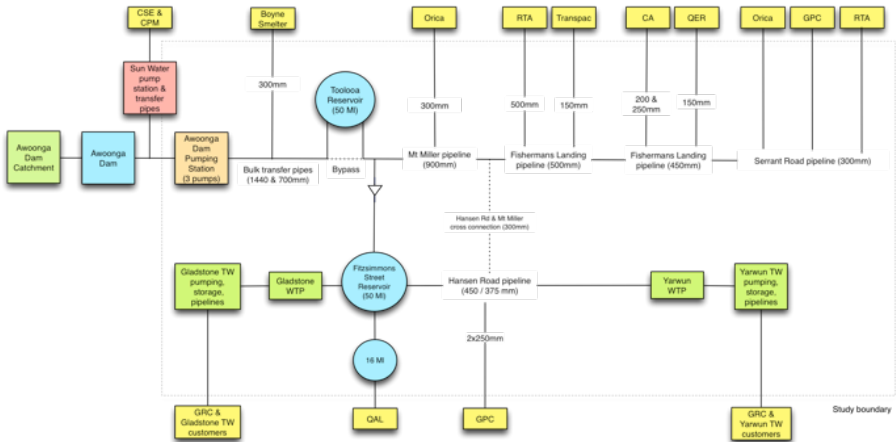 CSE &
CPM
Boyne
Smelter
Orica
RTA
Transpac
CA
QER
Orica
GPC
RTA
Sun Water
pump
station &
transfer
pipes
300mm
Toolooa
Reservoir
(50 Ml)
300mm
500mm
150mm
200 &
250mm
150mm
Awoonga
Dam
Catchment
Awoonga
Dam
Awoonga
Dam
Pumping
Station
(3 pumps)
Bulk transfer pipes
(1440 & 700mm)
Bypass
Mt Miller pipeline
(900mm)
Fishermans Landing
pipeline (500mm)
Fishermans Landing
pipeline (450mm)
Serrant Road pipeline (300mm)
Hansen Rd & Mt Miller
cross connection (300mm)
Gladstone TW
pumping,
storage,
pipelines
Gladstone
WTP
Fitzsimmons
Street
Reservoir
(50 Ml)
Hansen Road pipeline
(450 / 375 mm)
Yarwun
WTP
Yarwun TW
pumping,
storage,
pipelines
2x250mm
16 Ml
GRC &
Gladstone TW
customers
QAL
GPC
GRC &
Yarwun TW
customers
Study boundary